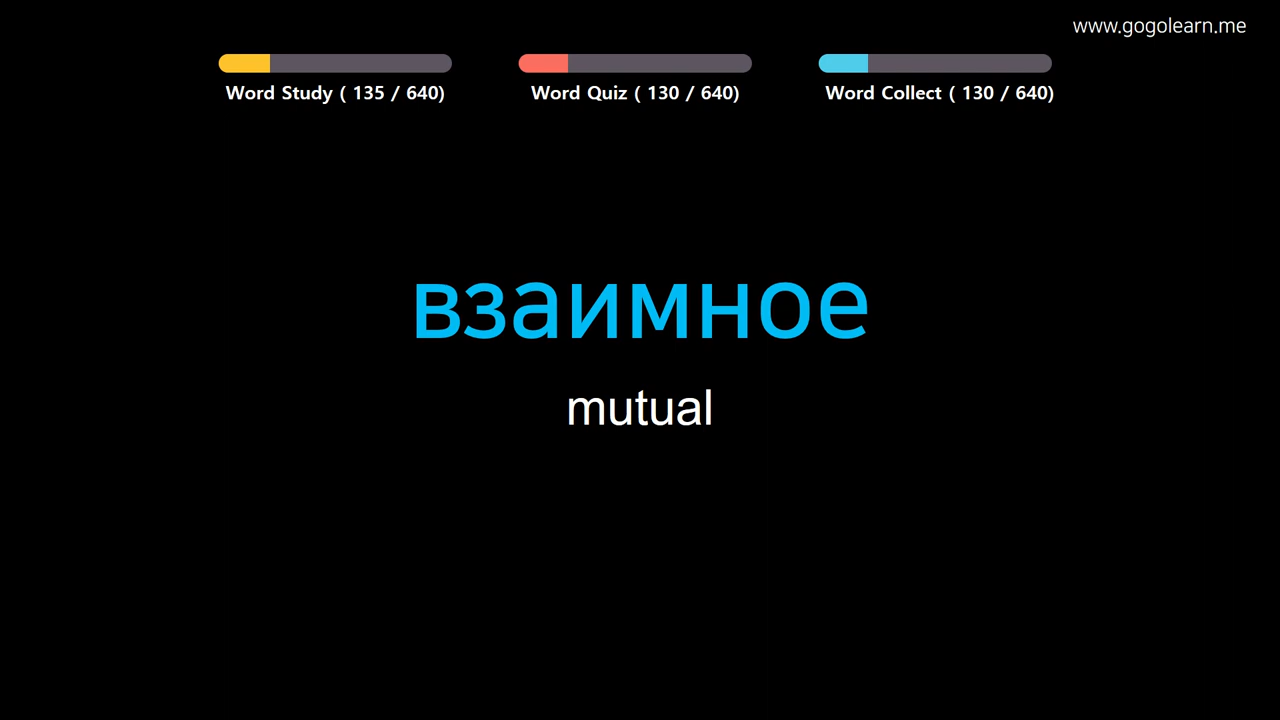 www.gogolearn.me
Word Study ( 135 / 640)
Word Quiz ( 130 / 640)
Word Collect ( 130 / 640)
взаимное
mutual